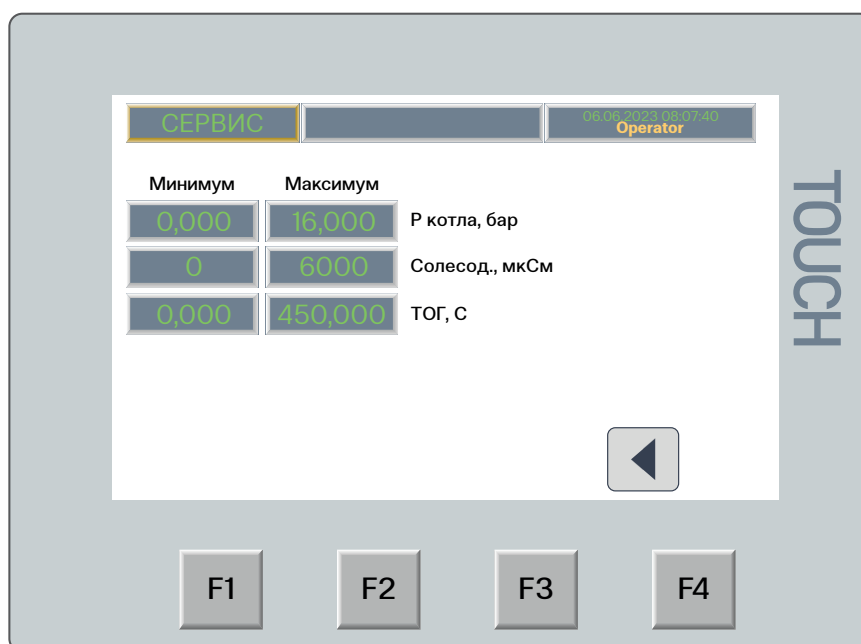 СЕРВИС
06.06.2023 08:07:40
Operator
Минимум Максимум
0,000 16,000 Р котла, бар
0 6000 Солесод., мкСм
0,000 450,000 ТОГ, С
TOUCH
F1 F2 F3 F4